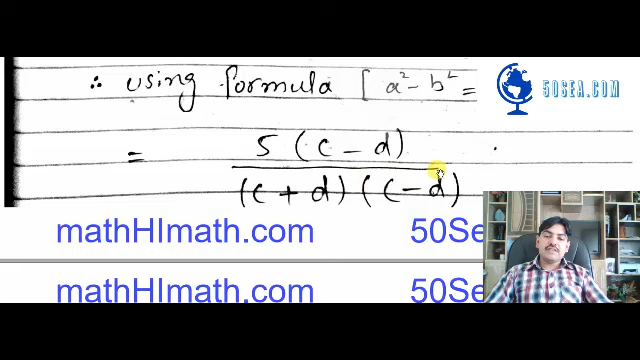 ∴ using formula [ a² - b² =
50SEA.COM
= 5 ( c - d )
( c + d ) ( c - d )
mathHImath.com 50Se
mathHImath.com 50Se